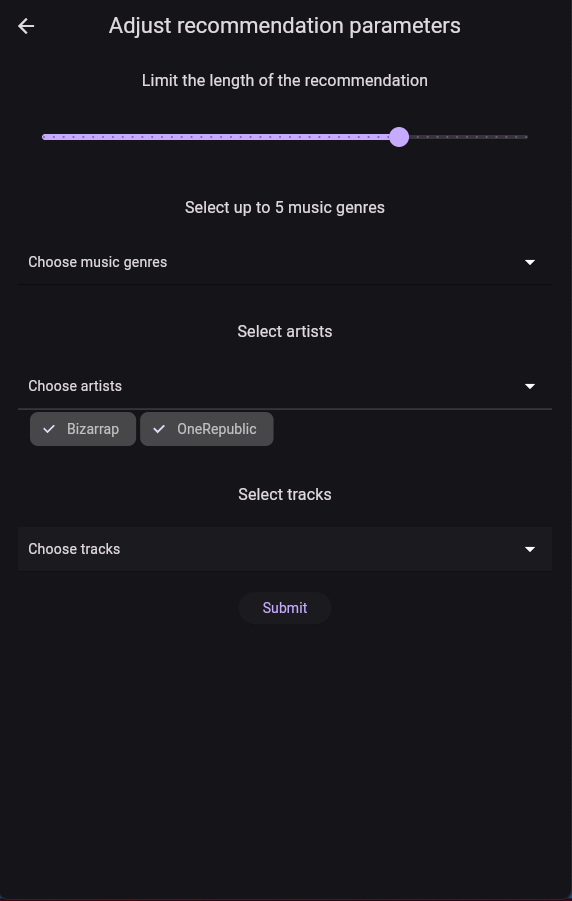 Adjust recommendation parameters
Limit the length of the recommendation
Select up to 5 music genres
Choose music genres
Select artists
Choose artists
Bizarrap OneRepublic
Select tracks
Choose tracks
Submit